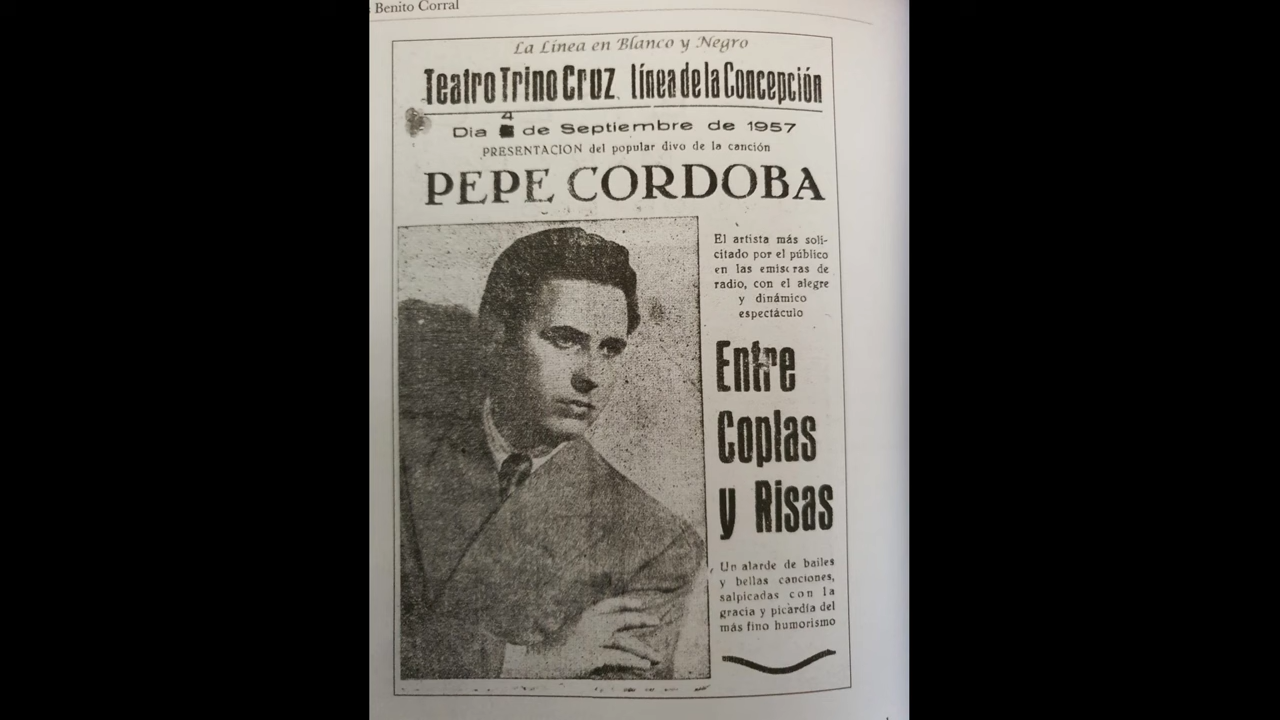 Benito Corral
La Línea en Blanco y Negro
Teatro Trino Cruz. línea de la Concepción
4
Dia de Septiembre de 1957
PRESENTACION del popular divo de la canción
PEPE CORDOBA
El artista más soli-
citado por el público
en las emisoras de
radio, con el alegre
y dinámico
espectáculo
Entre
Coplas
y Risas
Un alarde de bailes
y bellas canciones,
salpicadas con la
gracia y picardía del
más fino humorismo